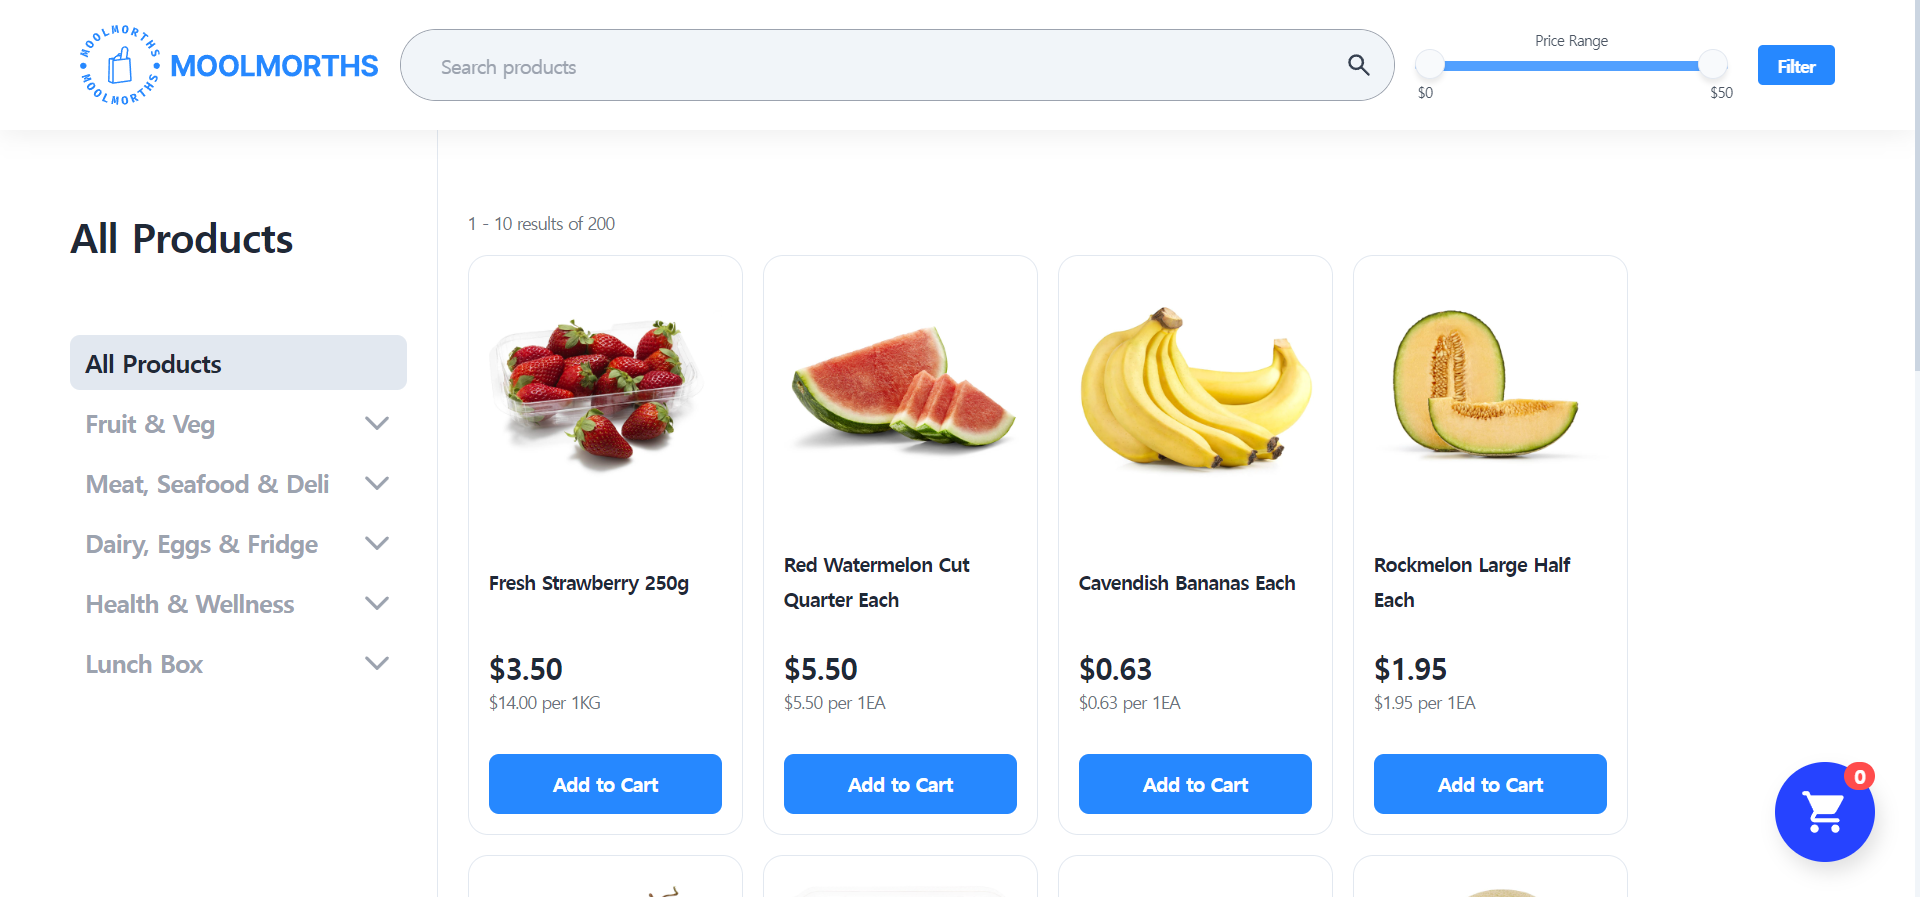 MOOLMORTHS
MOOLMORTHS
MOOLMORTHS
Search products
Price Range
$0
$50
Filter
All Products
All Products
Fruit & Veg
Meat, Seafood & Deli
Dairy, Eggs & Fridge
Health & Wellness
Lunch Box
1 - 10 results of 200
Fresh Strawberry 250g
$3.50
$14.00 per 1KG
Add to Cart
Red Watermelon Cut
Quarter Each
$5.50
$5.50 per 1EA
Add to Cart
Cavendish Bananas Each
$0.63
$0.63 per 1EA
Add to Cart
Rockmelon Large Half
Each
$1.95
$1.95 per 1EA
Add to Cart
0